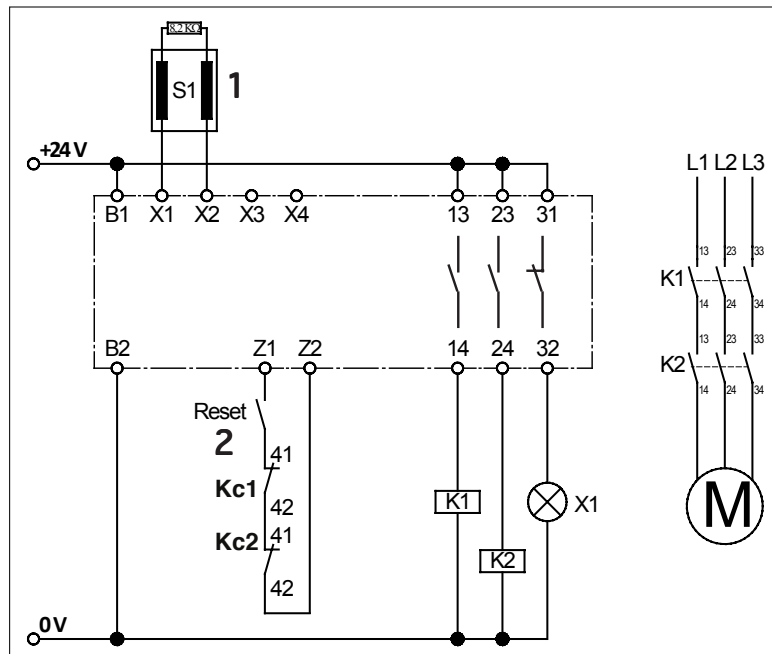 8,2 KΩ
S1 1
+24 V
B1 X1 X2 X3 X4 13 23 31
L1 L2 L3
13 23 33
K1
14 24 34
13 23 33
K2
14 24 34
M
B2 Z1 Z2 14 24 32
Reset
2
41
Kc1
42
41
Kc2
42
K1
K2
X1
0 V